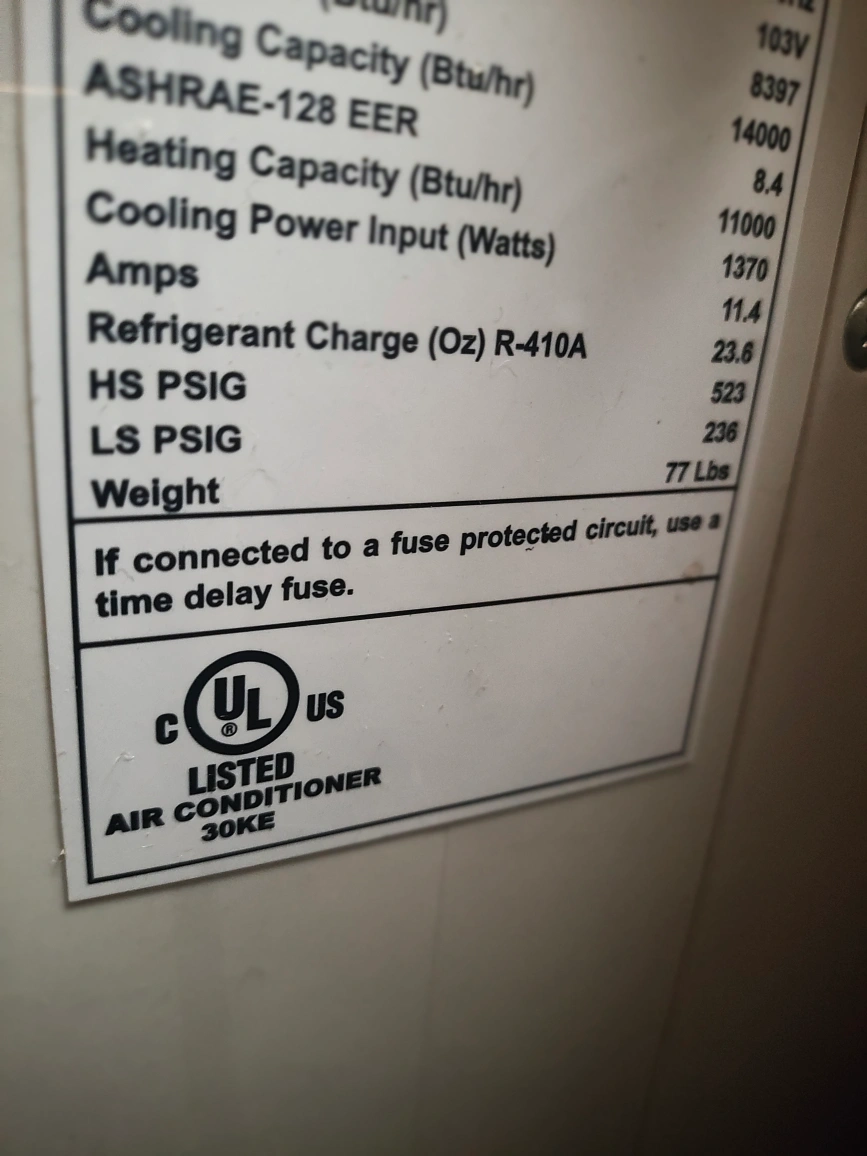 103V
(Btu/hr) 8397
Cooling Capacity (Btu/hr) 14000
ASHRAE-128 EER 8.4
Heating Capacity (Btu/hr) 11000
Cooling Power Input (Watts) 1370
Amps 11.4
Refrigerant Charge (Oz) R-410A 23.6
HS PSIG 523
LS PSIG 236
Weight 77 Lbs
If connected to a fuse protected circuit, use a
time delay fuse.
C UL ® US
LISTED
AIR CONDITIONER
30KE